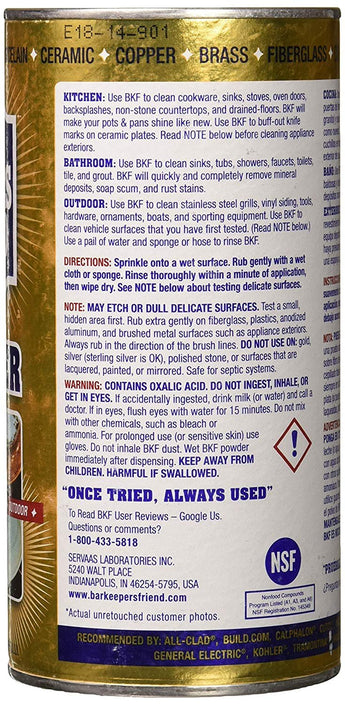 E18-14-901
ELAIN ✦ CERAMIC ✦ COPPER ✦ BRASS ✦ FIBERGLASS ✦
KITCHEN: Use BKF to clean cookware, sinks, stoves, oven doors,
backsplashes, non-stone countertops, and drained-floors. BKF will
make your pots & pans shine like new. Use BKF to buff-out knife
marks on ceramic plates. Read NOTE below before cleaning appliance
exteriors.
BATHROOM: Use BKF to clean sinks, tubs, showers, faucets, toilets,
tile, and grout. BKF will quickly and completely remove mineral
deposits, soap scum, and rust stains.
OUTDOOR: Use BKF to clean stainless steel grills, vinyl siding, tools,
hardware, ornaments, boats, and sporting equipment. Use BKF to
clean vehicle surfaces that you have first tested. (Read NOTE below.)
Use a pail of water and sponge or hose to rinse BKF.
DIRECTIONS: Sprinkle onto a wet surface. Rub gently with a wet
cloth or sponge. Rinse thoroughly within a minute of application,
then wipe dry. See NOTE below about testing delicate surfaces.
NOTE: MAY ETCH OR DULL DELICATE SURFACES. Test a small,
hidden area first. Rub extra gently on fiberglass, plastics, anodized
aluminum, and brushed metal surfaces such as appliance exteriors.
Always rub in the direction of the brush lines. DO NOT USE ON: gold,
silver (sterling silver is OK), polished stone, or surfaces that are
lacquered, painted, or mirrored. Safe for septic systems.
WARNING: CONTAINS OXALIC ACID. DO NOT INGEST, INHALE, OR
GET IN EYES. If accidentally ingested, drink milk (or water) and call a
doctor. If in eyes, flush eyes with water for 15 minutes. Do not mix
with other chemicals, such as bleach or
ammonia. For prolonged use (or sensitive skin) use
gloves. Do not inhale BKF dust. Wet BKF powder
immediately after dispensing. KEEP AWAY FROM
CHILDREN. HARMFUL IF SWALLOWED.
"ONCE TRIED, ALWAYS USED"
To Read BKF User Reviews – Google Us.
Questions or comments?
1-800-433-5818
SERVAAS LABORATORIES INC.
5240 WALT PLACE
INDIANAPOLIS, IN 46254-5795, USA
www.barkeepersfriend.com
*Actual unretouched customer photos.
NSF
Nonfood Compounds
Program Listed (A1, A3, and A6)
NSF Registration No. 145349
RECOMMENDED BY: ALL-CLAD®, BUILD.COM, CALPHALON®,
GENERAL ELECTRIC®, KOHLER®, TRAMONTINA